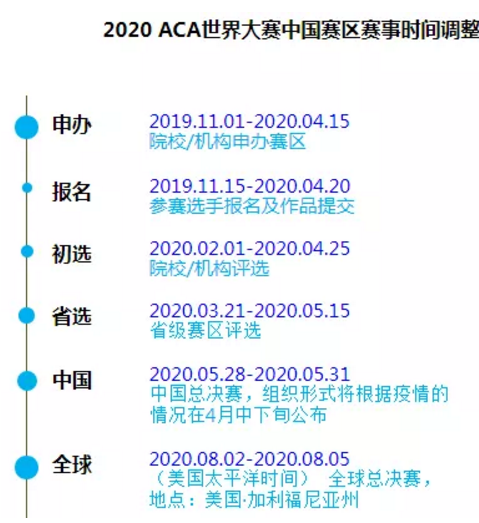 2020 ACA世界大赛中国赛区赛事时间调整
申办
2019.11.01-2020.04.15
院校/机构申办赛区
报名
2019.11.15-2020.04.20
参赛选手报名及作品提交
初选
2020.02.01-2020.04.25
院校/机构评选
省选
2020.03.21-2020.05.15
省级赛区评选
中国
2020.05.28-2020.05.31
中国总决赛，组织形式将根据疫情的
情况在4月中下旬公布
全球
2020.08.02-2020.08.05
（美国太平洋时间） 全球总决赛，
地点：美国·加利福尼亚州